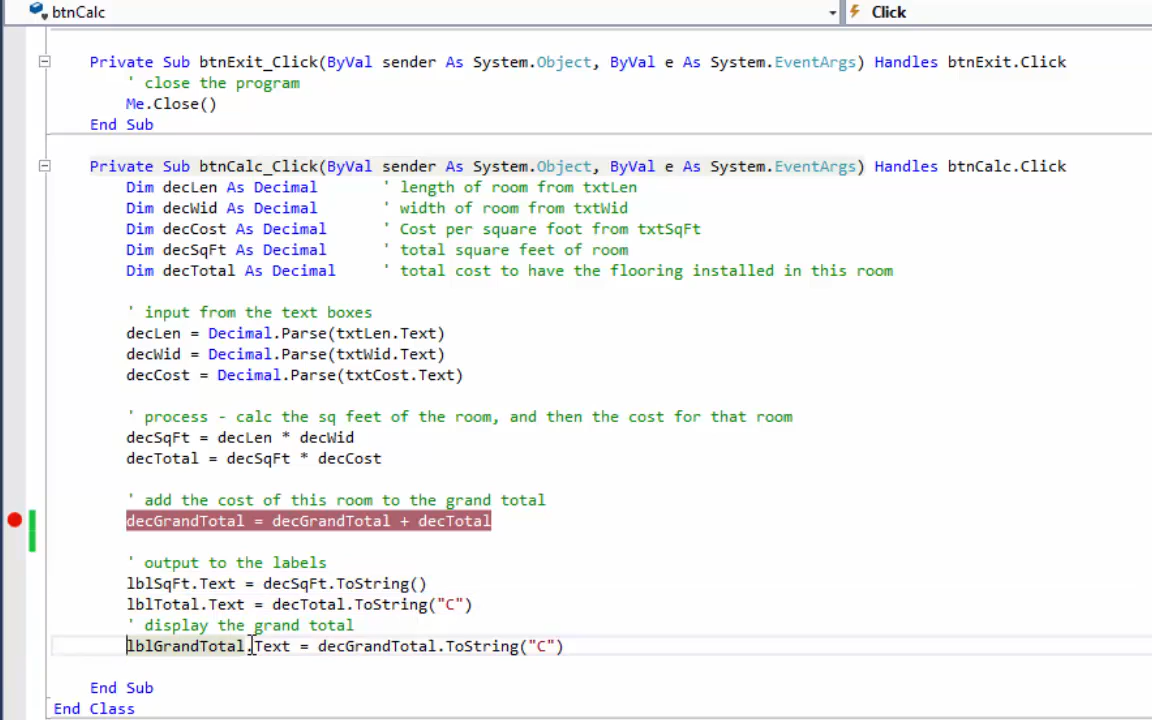 btnCalc Click
Private Sub btnExit_Click(ByVal sender As System.Object, ByVal e As System.EventArgs) Handles btnExit.Click
' close the program
Me.Close()
End Sub
Private Sub btnCalc_Click(ByVal sender As System.Object, ByVal e As System.EventArgs) Handles btnCalc.Click
Dim decLen As Decimal ' length of room from txtLen
Dim decWid As Decimal ' width of room from txtWid
Dim decCost As Decimal ' Cost per square foot from txtSqFt
Dim decSqFt As Decimal ' total square feet of room
Dim decTotal As Decimal ' total cost to have the flooring installed in this room
' input from the text boxes
decLen = Decimal.Parse(txtLen.Text)
decWid = Decimal.Parse(txtWid.Text)
decCost = Decimal.Parse(txtCost.Text)
' process - calc the sq feet of the room, and then the cost for that room
decSqFt = decLen * decWid
decTotal = decSqFt * decCost
' add the cost of this room to the grand total
decGrandTotal = decGrandTotal + decTotal
' output to the labels
lblSqFt.Text = decSqFt.ToString()
lblTotal.Text = decTotal.ToString("C")
' display the grand total
lblGrandTotal.Text = decGrandTotal.ToString("C")
End Sub
End Class